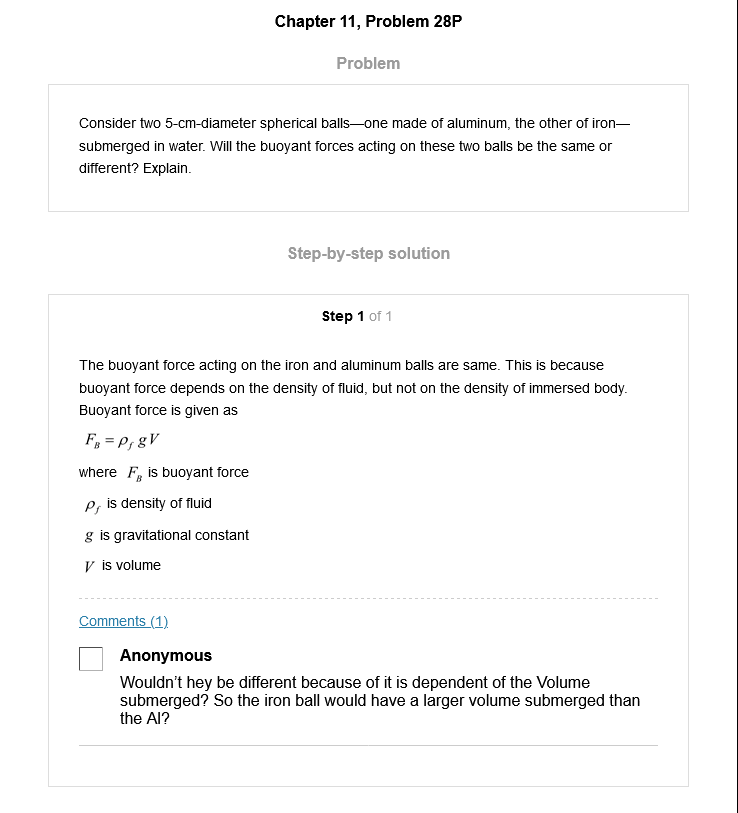 Chapter 11, Problem 28P
Problem
Consider two 5-cm-diameter spherical balls—one made of aluminum, the other of iron—
submerged in water. Will the buoyant forces acting on these two balls be the same or
different? Explain.
Step-by-step solution
Step 1 of 1
The buoyant force acting on the iron and aluminum balls are same. This is because
buoyant force depends on the density of fluid, but not on the density of immersed body.
Buoyant force is given as
F_B = ρ_f g V
where F_B is buoyant force
ρ_f is density of fluid
g is gravitational constant
V is volume
Comments (1)
Anonymous
Wouldn't hey be different because of it is dependent of the Volume
submerged? So the iron ball would have a larger volume submerged than
the Al?